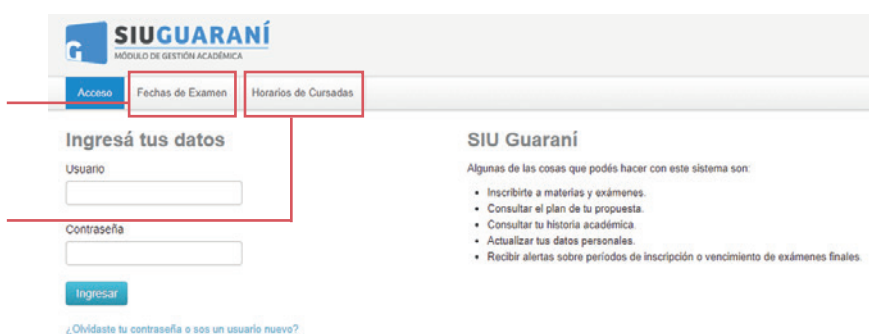 SIUGUARANÍ
MÓDULO DE GESTIÓN ACADÉMICA
Acceso Fechas de Examen Horarios de Cursadas
Ingresá tus datos
Usuario
Contraseña
Ingresar
¿Olvidaste tu contraseña o sos un usuario nuevo?
SIU Guaraní
Algunas de las cosas que podés hacer con este sistema son:
• Inscribirte a materias y exámenes.
• Consultar el plan de tu propuesta.
• Consultar tu historia académica.
• Actualizar tus datos personales.
• Recibir alertas sobre períodos de inscripción o vencimiento de exámenes finales.